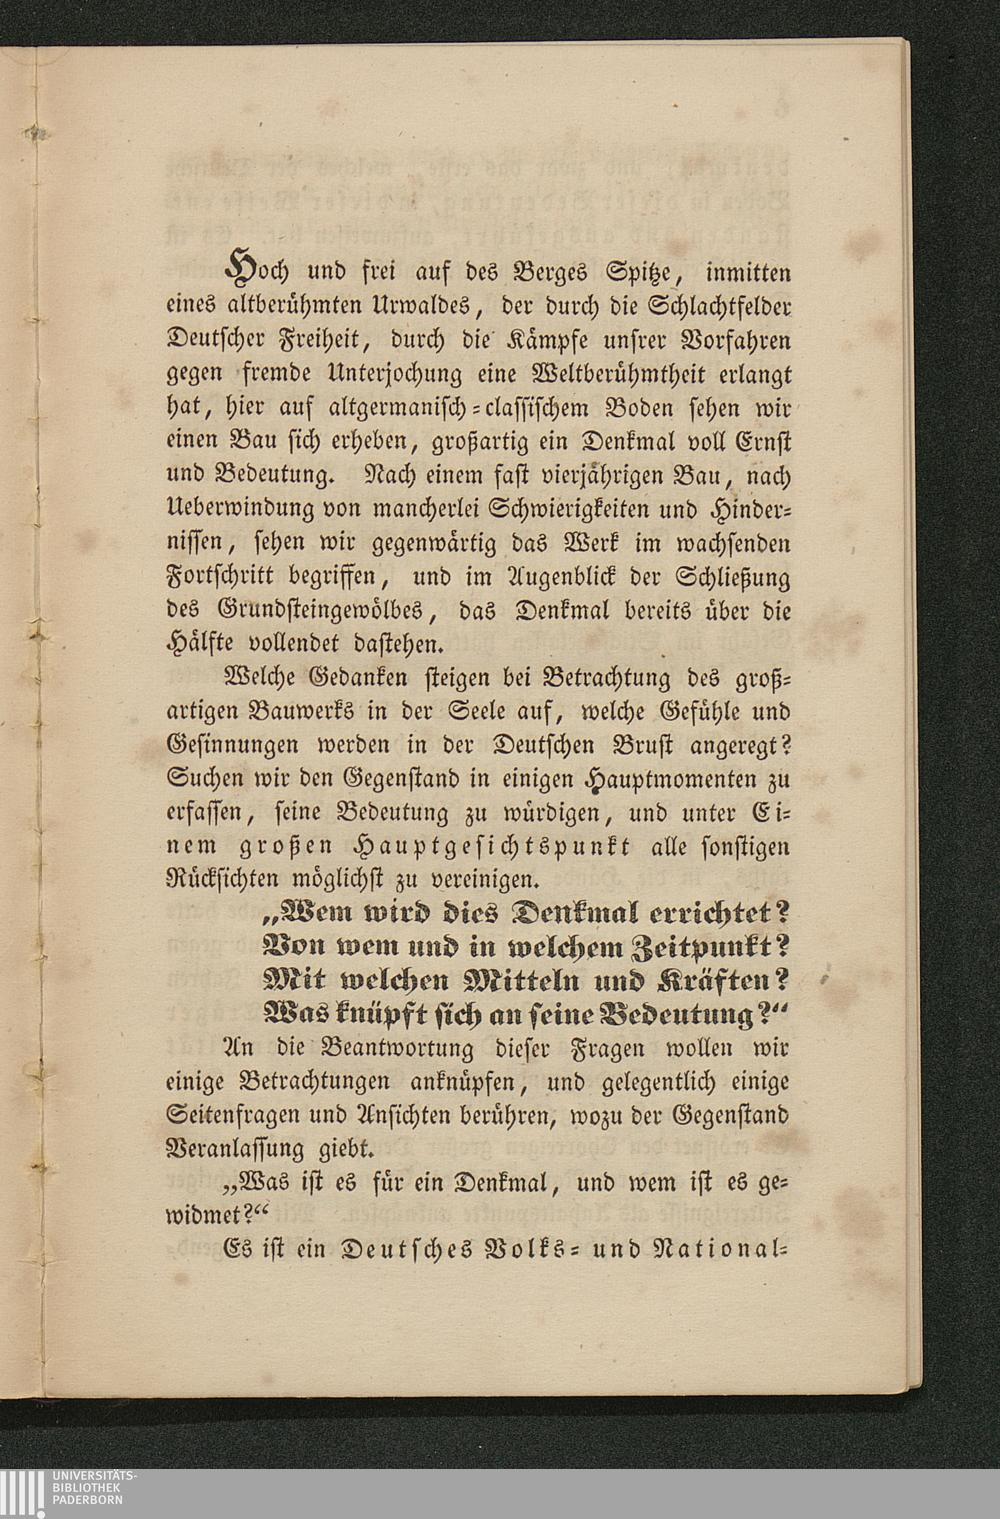 Hoch und frei auf des Berges Spitze, inmitten
eines altberühmten Urwaldes, der durch die Schlachtfelder
Deutscher Freiheit, durch die Kämpfe unsrer Vorfahren
gegen fremde Unterjochung eine Weltberühmtheit erlangt
hat, hier auf altgermanisch-classischem Boden sehen wir
einen Bau sich erheben, großartig ein Denkmal voll Ernst
und Bedeutung. Nach einem fast vierjährigen Bau, nach
Ueberwindung von mancherlei Schwierigkeiten und Hinder-
nissen, sehen wir gegenwärtig das Werk im wachsenden
Fortschritt begriffen, und im Augenblick der Schließung
des Grundsteingewölbes, das Denkmal bereits über die
Hälfte vollendet dastehen.
Welche Gedanken steigen bei Betrachtung des groß-
artigen Bauwerks in der Seele auf, welche Gefühle und
Gesinnungen werden in der Deutschen Brust angeregt?
Suchen wir den Gegenstand in einigen Hauptmomenten zu
erfassen, seine Bedeutung zu würdigen, und unter Ei-
nem großen Hauptgesichtspunkt alle sonstigen
Rücksichten möglichst zu vereinigen.
„Wem wird dies Denkmal errichtet?
Von wem und in welchem Zeitpunkt?
Mit welchen Mitteln und Kräften?
Was knüpft sich an seine Bedeutung?“
An die Beantwortung dieser Fragen wollen wir
einige Betrachtungen anknüpfen, und gelegentlich einige
Seitenfragen und Ansichten berühren, wozu der Gegenstand
Veranlassung giebt.
„Was ist es für ein Denkmal, und wem ist es ge-
widmet?“
Es ist ein Deutsches Volks- und National-
UNIVERSITÄTS-
BIBLIOTHEK
PADERBORN